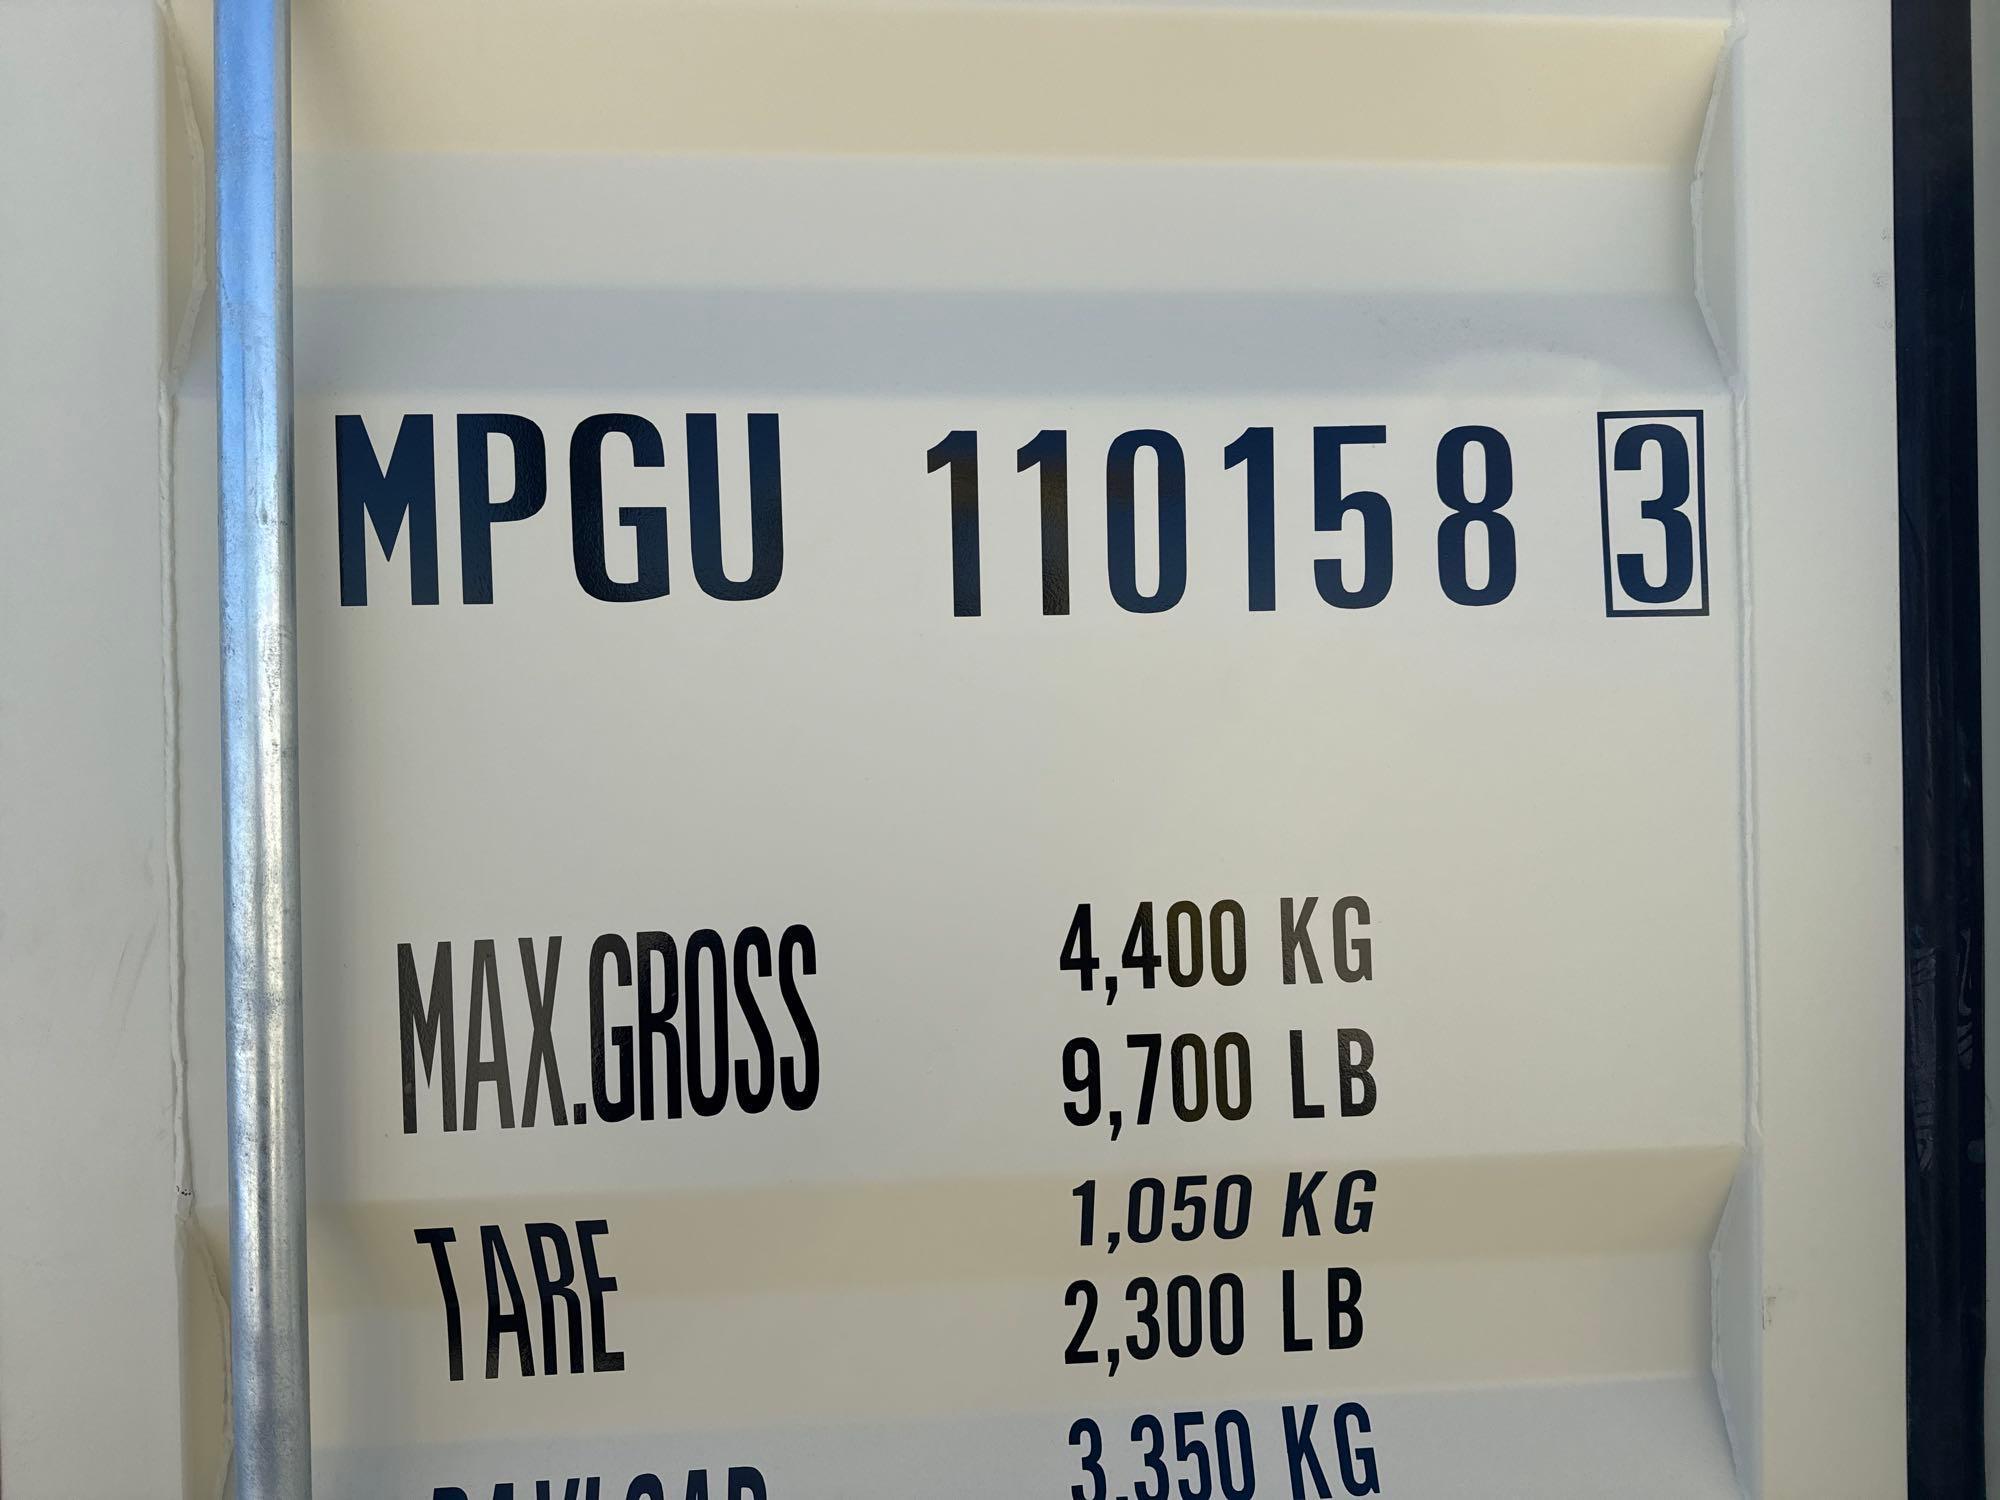 MPGU 110158 3
MAX.GROSS 4,400 KG
9,700 LB
TARE 1,050 KG
2,300 LB
PAYLOAD 3,350 KG